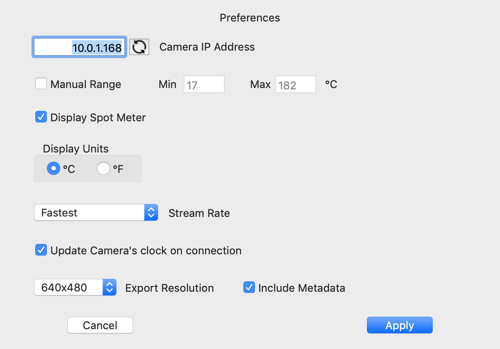 Preferences
10.0.1.168 Camera IP Address
Manual Range Min 17 Max 182 °C
Display Spot Meter
Display Units
°C °F
Fastest Stream Rate
Update Camera's clock on connection
640x480 Export Resolution Include Metadata
Cancel Apply